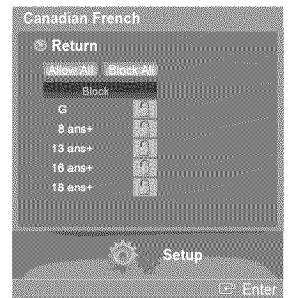 Canadian French
Return
Allow All Block All
Block
G
8 ans+
13 ans+
16 ans+
18 ans+
Setup
Enter